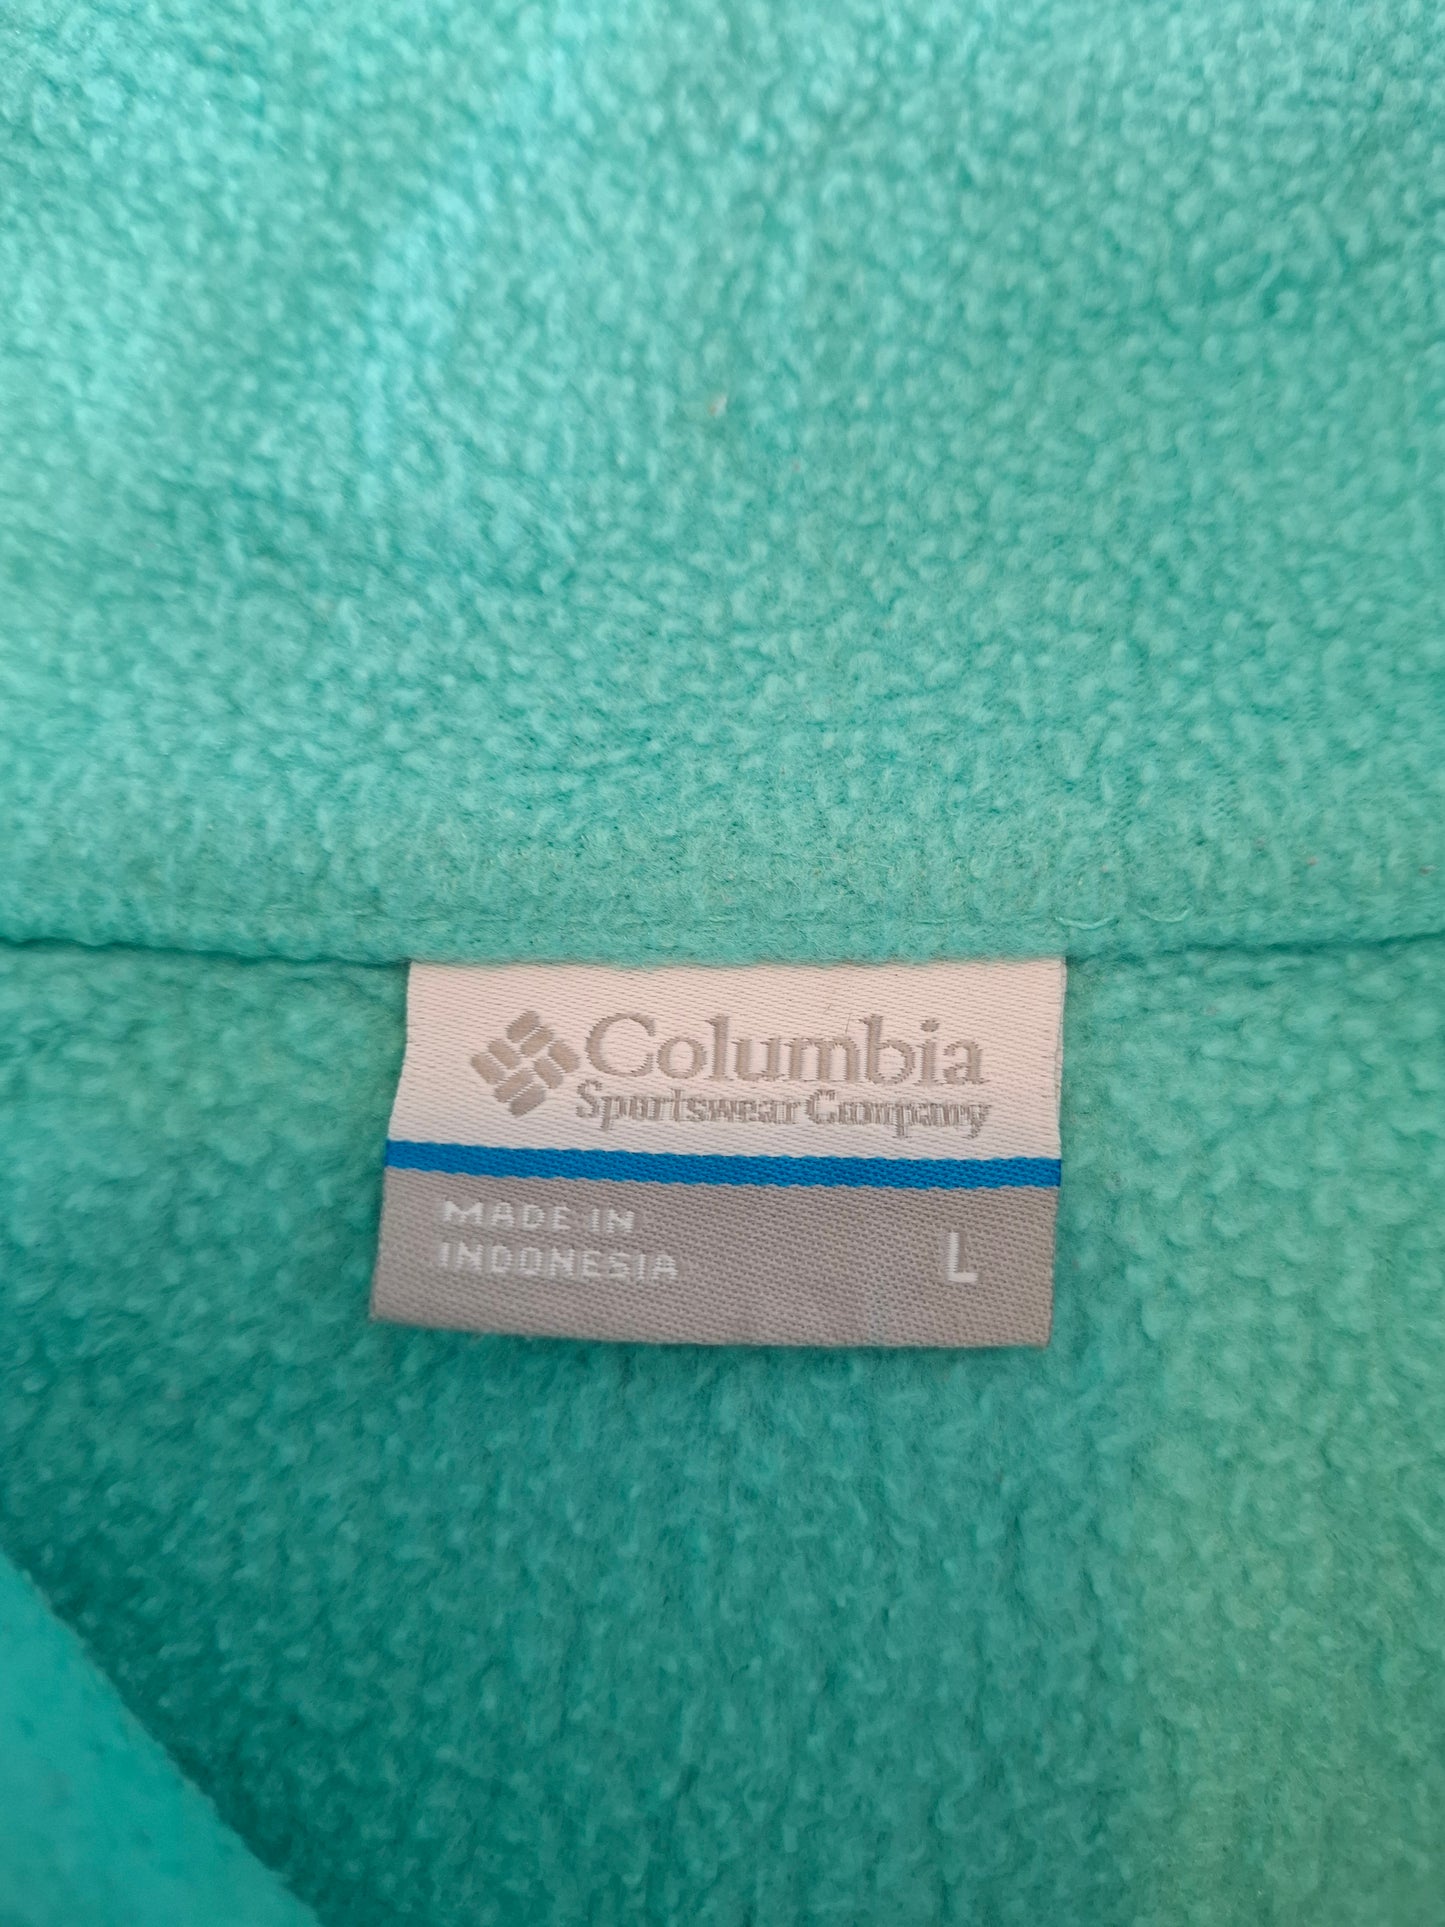 Columbia
Sportswear Company
MADE IN
INDONESIA
L